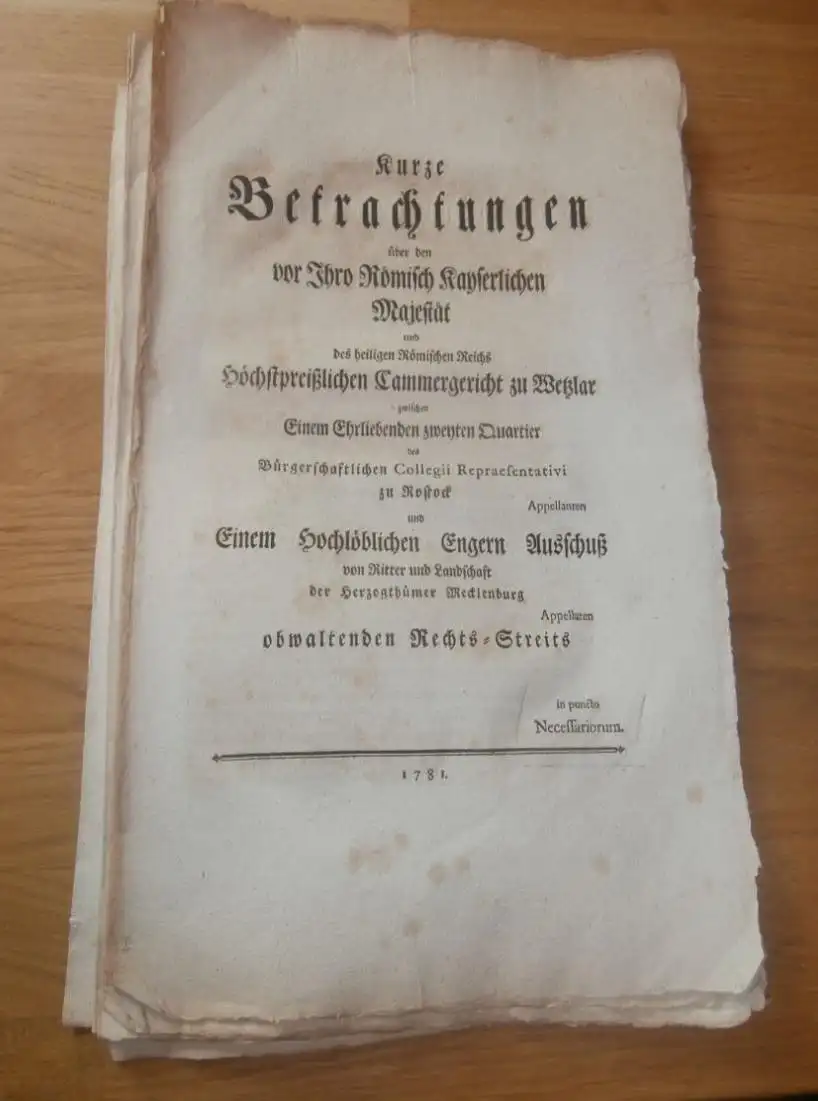 Kurze
Betrachtungen
über den
vor Ihro Römisch Kayserlichen
Majestät
und
des heiligen Römischen Reichs
Höchstpreißlichen Cammergericht zu Wetzlar
zwischen
Einem Ehrliebenden zweyten Quartier
des
Bürgerschaftlichen Collegii Repraesentativi
zu Rostock
Appellanten
und
Einem Hochlöblichen Engern Ausschuß
von Ritter und Landschaft
der Herzogthümer Mecklenburg
Appellaten
obwaltenden Rechts-Streits
in puncto
Necessariorum.
1781.